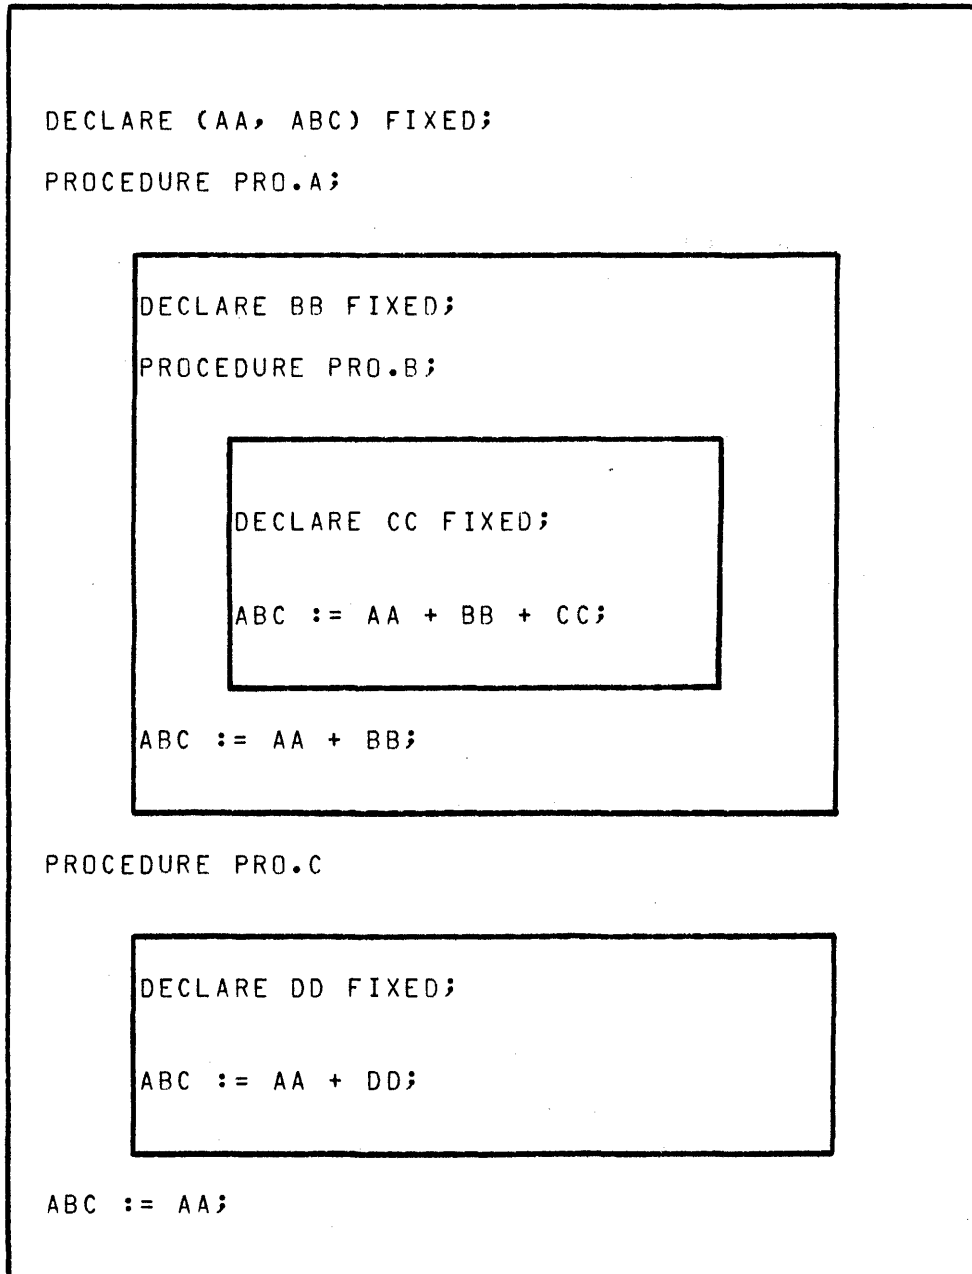 DECLARE (AA, ABC) FIXED;
PROCEDURE PRO.A;
DECLARE BB FIXED;
PROCEDURE PRO.B;
DECLARE CC FIXED;
ABC := AA + BB + CC;
ABC := AA + BB;
PROCEDURE PRO.C
DECLARE DD FIXED;
ABC := AA + DD;
ABC := AA;